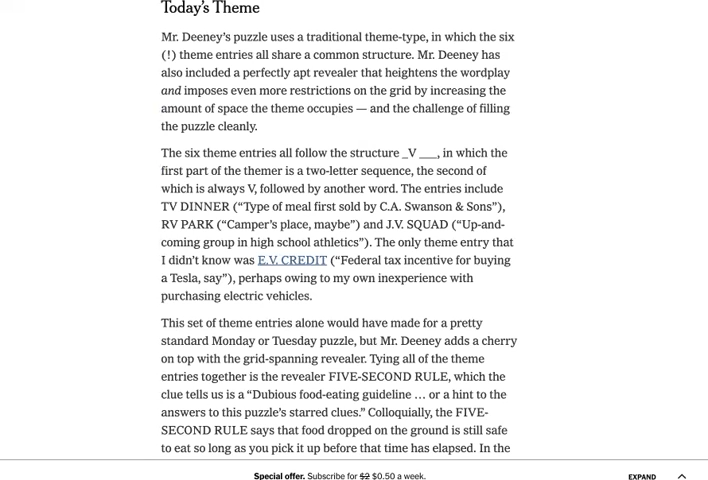 Today's Theme
Mr. Deeney's puzzle uses a traditional theme-type, in which the six
(!) theme entries all share a common structure. Mr. Deeney has
also included a perfectly apt revealer that heightens the wordplay
and imposes even more restrictions on the grid by increasing the
amount of space the theme occupies — and the challenge of filling
the puzzle cleanly.
The six theme entries all follow the structure _V ___, in which the
first part of the themer is a two-letter sequence, the second of
which is always V, followed by another word. The entries include
TV DINNER (“Type of meal first sold by C.A. Swanson & Sons”),
RV PARK (“Camper's place, maybe”) and J.V. SQUAD (“Up-and-
coming group in high school athletics”). The only theme entry that
I didn't know was E.V. CREDIT (“Federal tax incentive for buying
a Tesla, say”), perhaps owing to my own inexperience with
purchasing electric vehicles.
This set of theme entries alone would have made for a pretty
standard Monday or Tuesday puzzle, but Mr. Deeney adds a cherry
on top with the grid-spanning revealer. Tying all of the theme
entries together is the revealer FIVE-SECOND RULE, which the
clue tells us is a “Dubious food-eating guideline … or a hint to the
answers to this puzzle's starred clues.” Colloquially, the FIVE-
SECOND RULE says that food dropped on the ground is still safe
to eat so long as you pick it up before that time has elapsed. In the
Special offer. Subscribe for $2 $0.50 a week.
EXPAND